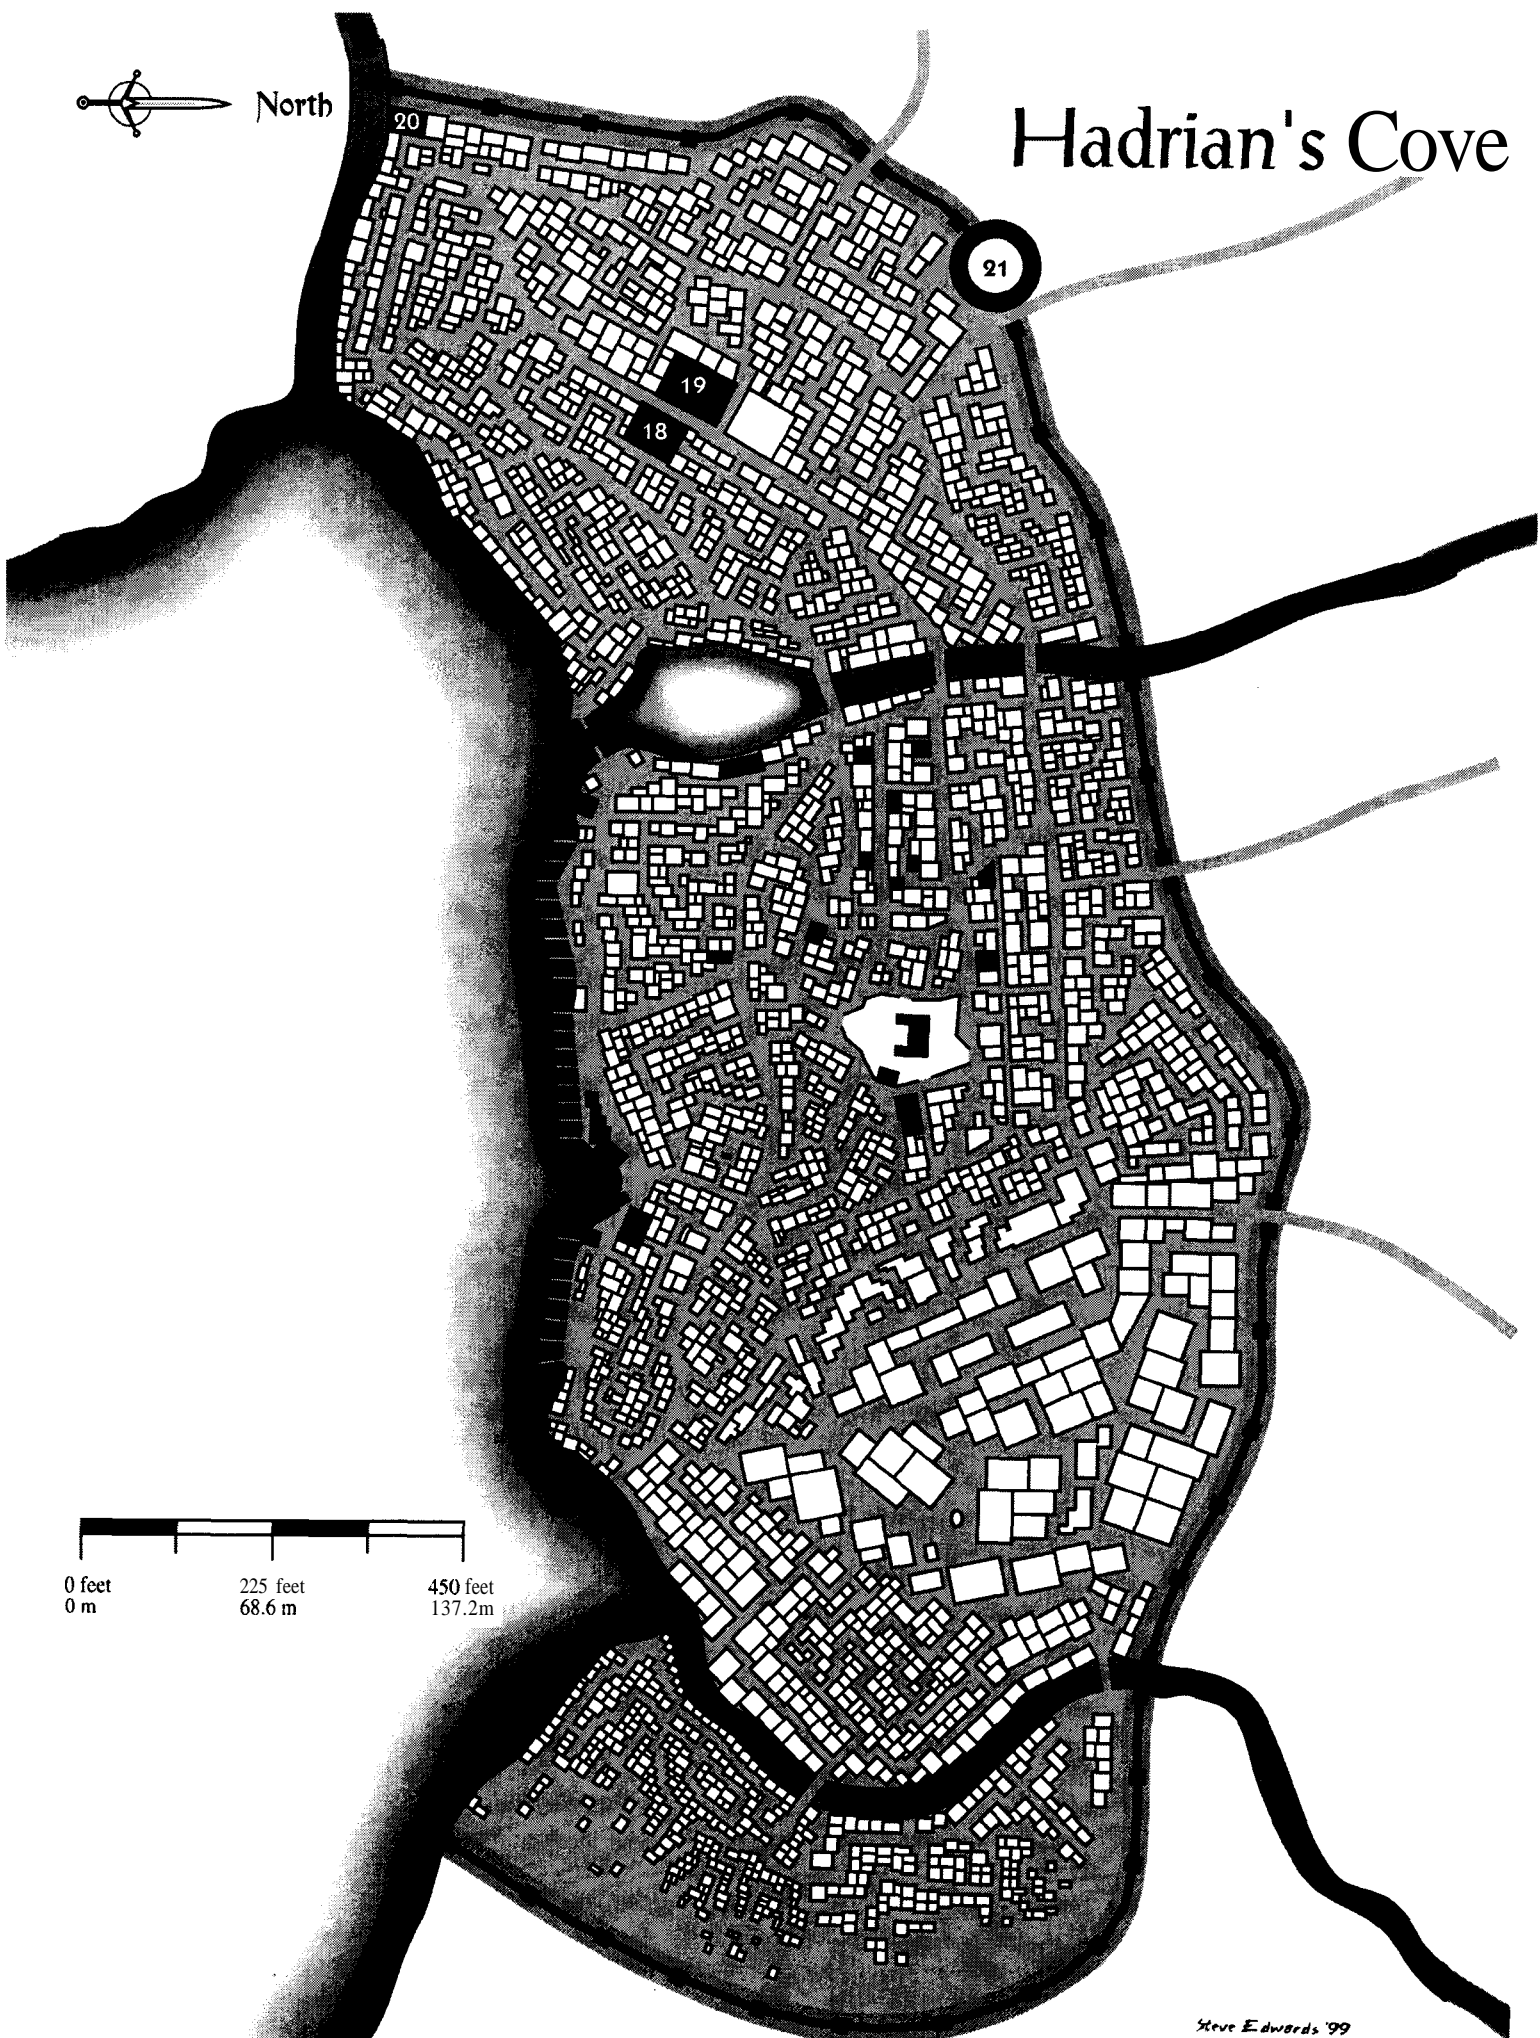 North
Hadrian's Cove
20
21
19
18
0 feet 225 feet 450 feet
0 m 68.6 m 137.2m
Steve Edwards '99